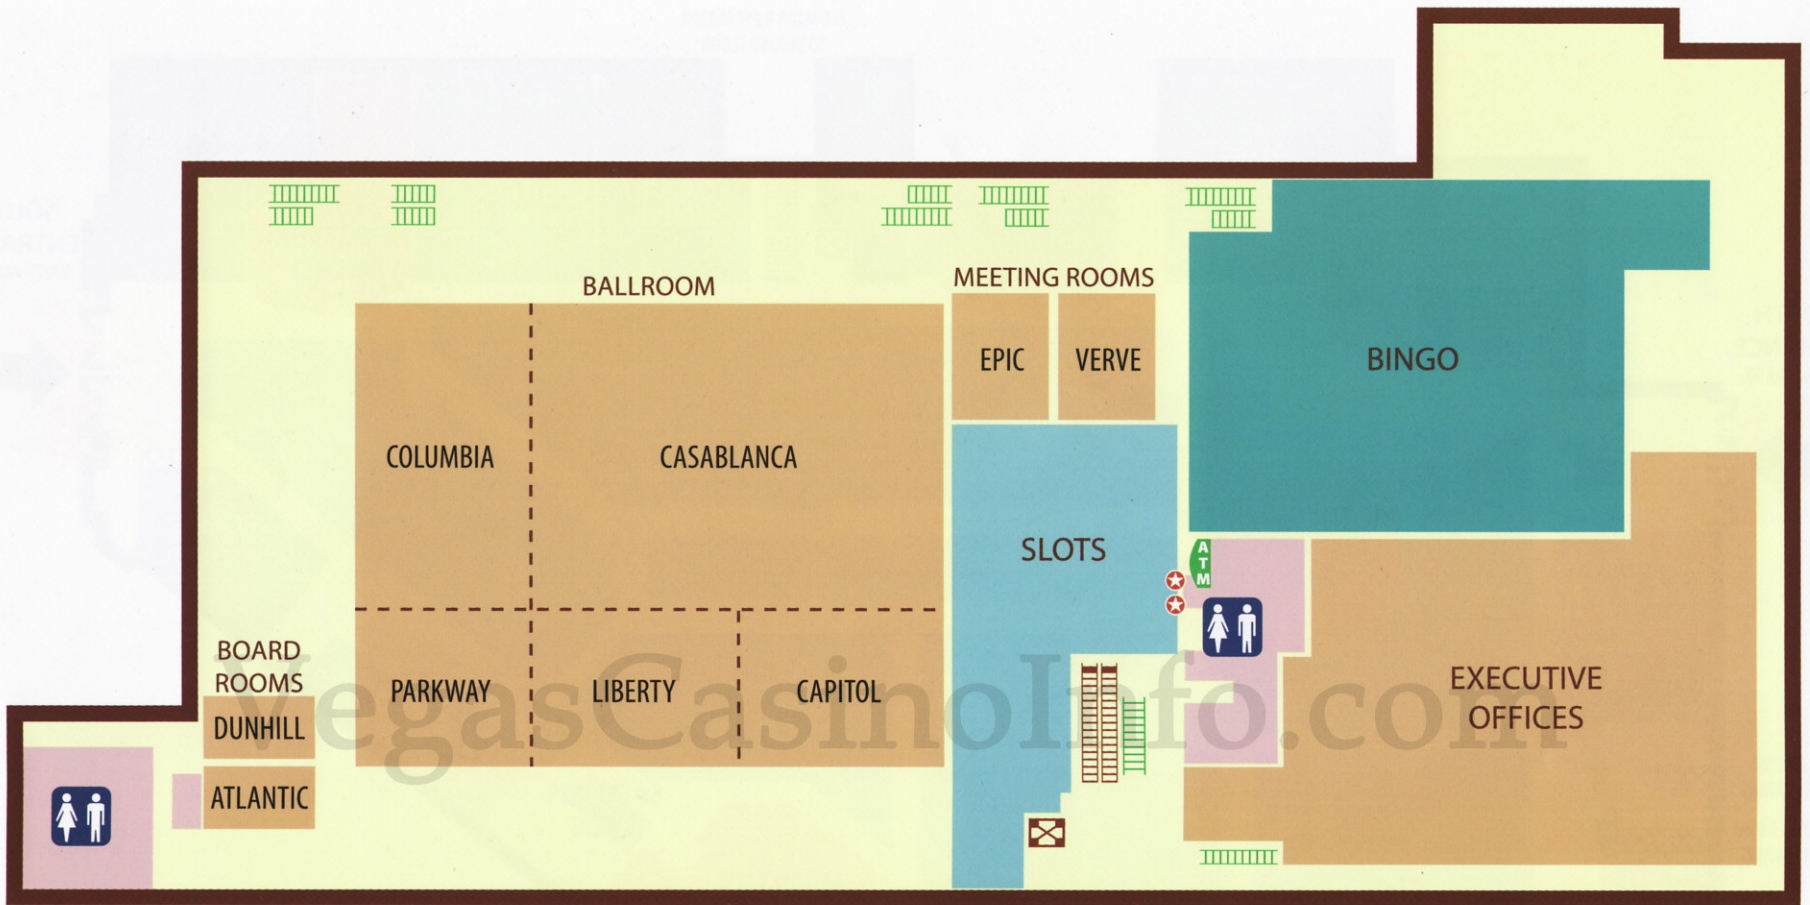 BALLROOM
MEETING ROOMS
EPIC
VERVE
BINGO
COLUMBIA
CASABLANCA
SLOTS
ATM
BOARD
ROOMS
DUNHILL
ATLANTIC
PARKWAY
LIBERTY
CAPITOL
EXECUTIVE
OFFICES
VegasCasinoInfo.com